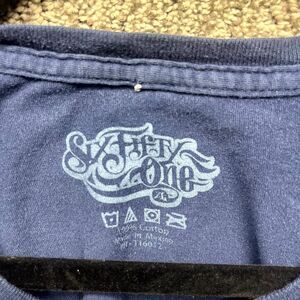 Six Fifty
One
100% Cotton
Made in Mexico